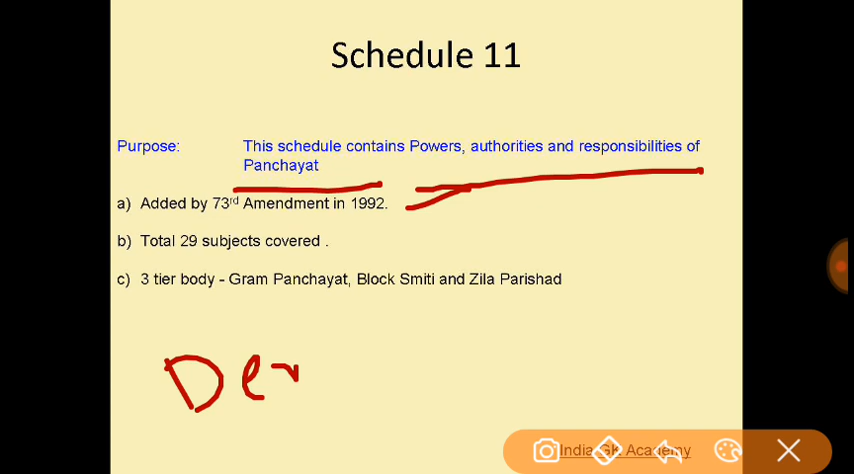 Schedule 11
Purpose: This schedule contains Powers, authorities and responsibilities of
Panchayat
a) Added by 73rd Amendment in 1992.
b) Total 29 subjects covered .
c) 3 tier body - Gram Panchayat, Block Smiti and Zila Parishad
India GK Academy